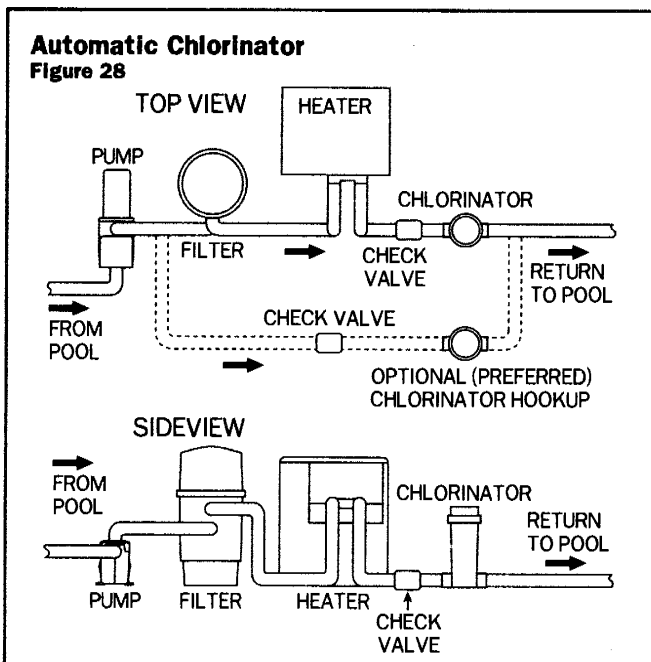 Automatic Chlorinator
Figure 28
TOP VIEW
HEATER
PUMP
CHLORINATOR
FILTER
CHECK
VALVE
RETURN
TO POOL
FROM
POOL
CHECK VALVE
OPTIONAL (PREFERRED)
CHLORINATOR HOOKUP
SIDEVIEW
FROM
POOL
CHLORINATOR
RETURN
TO POOL
PUMP
FILTER
HEATER
CHECK
VALVE